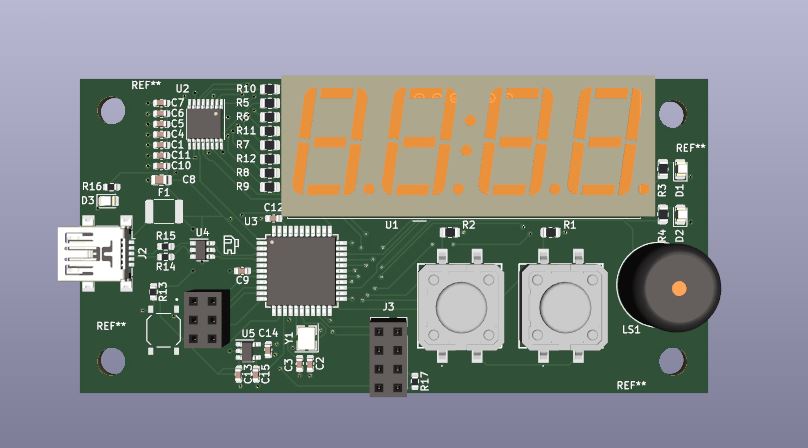 REF**
U2
C7
C6
C5
C4
C1
C11
C10
C8
R10
R5
R6
R11
R7
R12
R8
R9
REF**
R3
D1
R4
D2
R16
D3
F1
C12
U3
U1
R2
R1
J2
R15
R14
U4
C9
R13
REF**
U5
C14
Y1
C13
C15
C3
C2
J3
R17
LS1
REF**